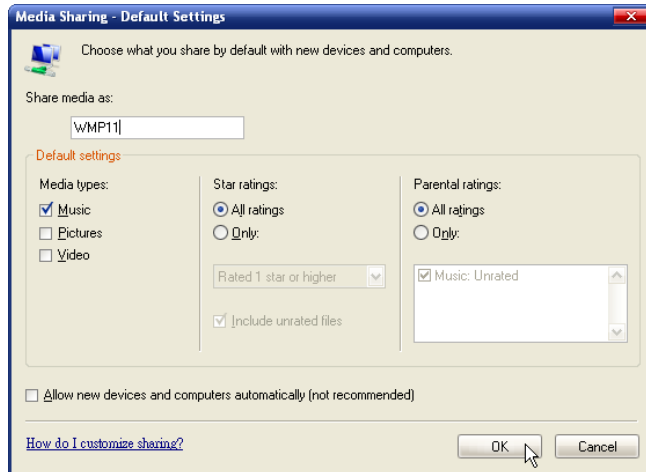 Media Sharing - Default Settings
Choose what you share by default with new devices and computers.
Share media as:
WMP11
Default settings
Media types:
Music
Pictures
Video
Star ratings:
All ratings
Only:
Rated 1 star or higher
Include unrated files
Parental ratings:
All ratings
Only:
Music: Unrated
Allow new devices and computers automatically (not recommended)
How do I customize sharing?
OK
Cancel